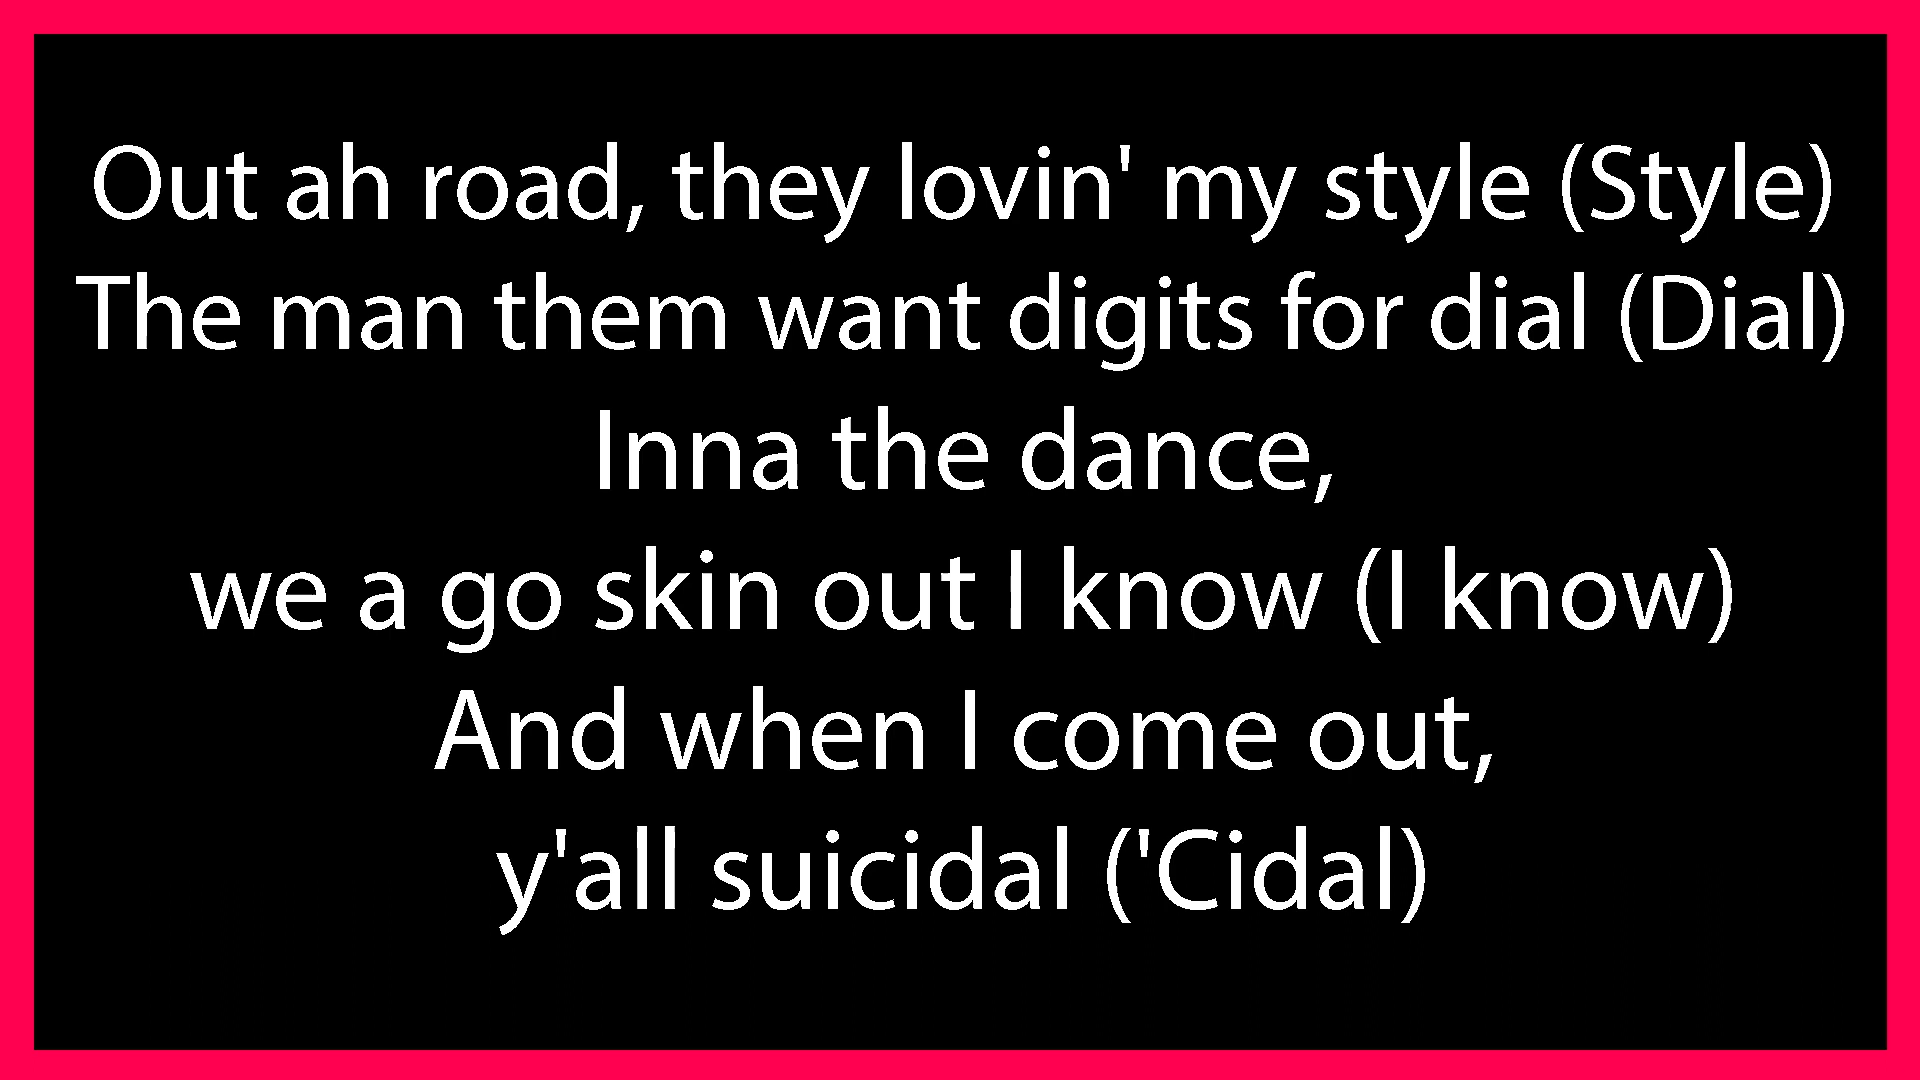 Out ah road, they lovin' my style (Style)
The man them want digits for dial (Dial)
Inna the dance,
we a go skin out I know (I know)
And when I come out,
y'all suicidal ('Cidal)